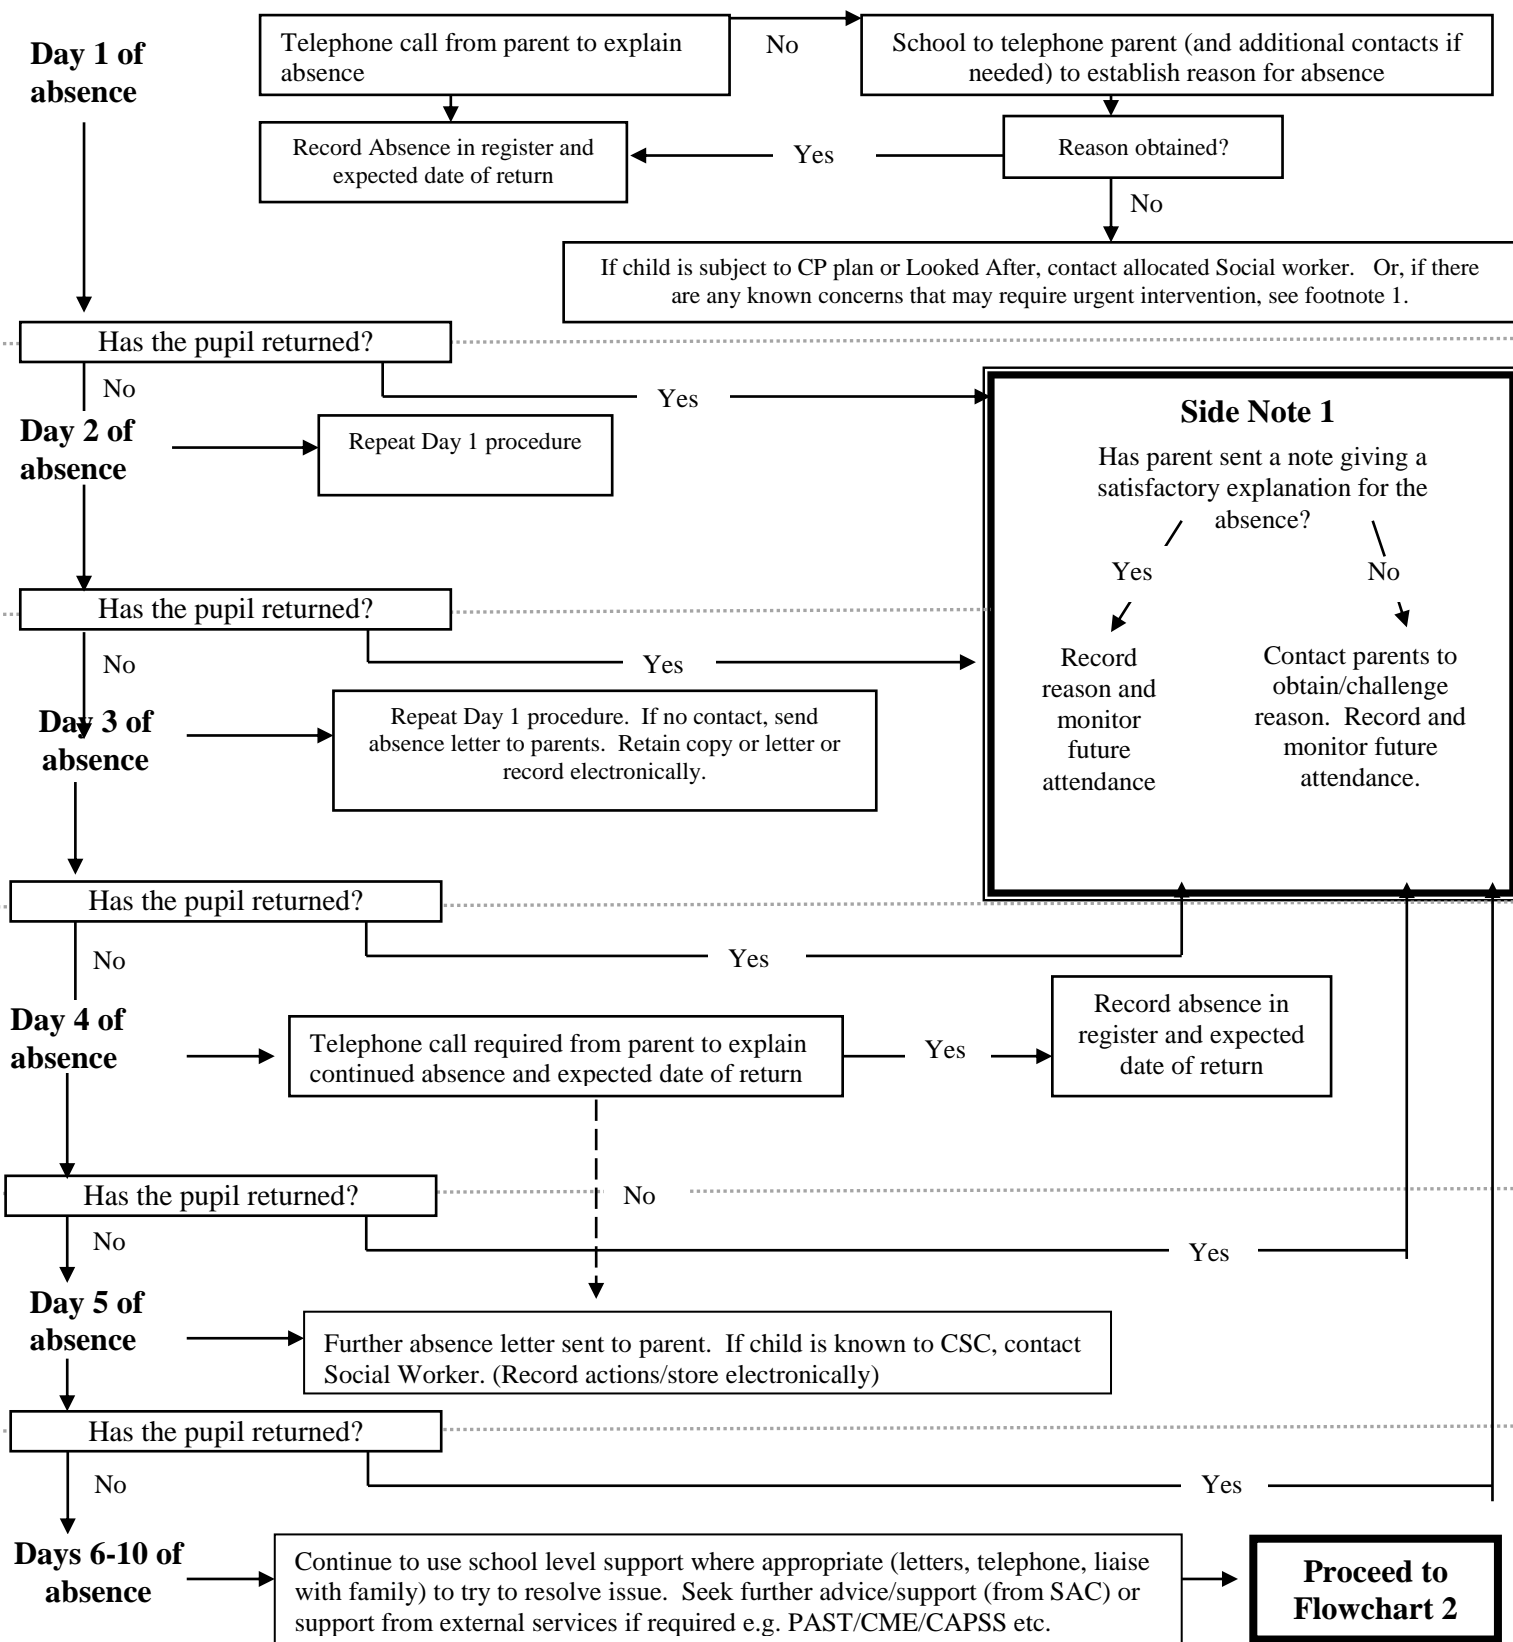 Day 1 of
absence
Telephone call from parent to explain
absence
No
School to telephone parent (and additional contacts if
needed) to establish reason for absence
Record Absence in register and
expected date of return
Yes
Reason obtained?
No
If child is subject to CP plan or Looked After, contact allocated Social worker. Or, if there
are any known concerns that may require urgent intervention, see footnote 1.
Has the pupil returned?
No
Yes
Day 2 of
absence
Repeat Day 1 procedure
Side Note 1
Has parent sent a note giving a
satisfactory explanation for the
absence?
Yes
No
Record
reason and
monitor
future
attendance
Contact parents to
obtain/challenge
reason. Record and
monitor future
attendance.
Has the pupil returned?
No
Yes
Day 3 of
absence
Repeat Day 1 procedure. If no contact, send
absence letter to parents. Retain copy or letter or
record electronically.
Has the pupil returned?
No
Yes
Day 4 of
absence
Telephone call required from parent to explain
continued absence and expected date of return
Yes
Record absence in
register and expected
date of return
Has the pupil returned?
No
No
Yes
Day 5 of
absence
Further absence letter sent to parent. If child is known to CSC, contact
Social Worker. (Record actions/store electronically)
Has the pupil returned?
No
Yes
Days 6-10 of
absence
Continue to use school level support where appropriate (letters, telephone, liaise
with family) to try to resolve issue. Seek further advice/support (from SAC) or
support from external services if required e.g. PAST/CME/CAPSS etc.
Proceed to
Flowchart 2